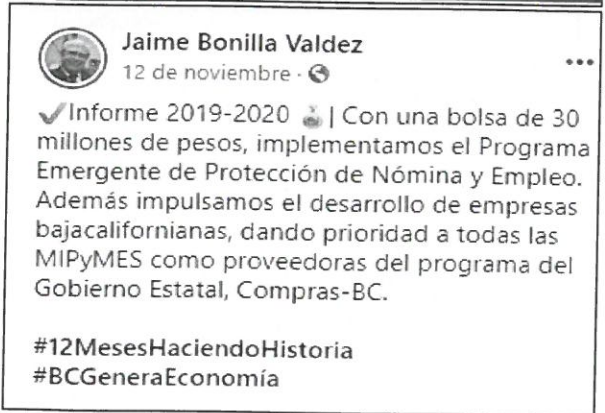 Jaime Bonilla Valdez
12 de noviembre ·
✔Informe 2019-2020 | Con una bolsa de 30
millones de pesos, implementamos el Programa
Emergente de Protección de Nómina y Empleo.
Además impulsamos el desarrollo de empresas
bajacalifornianas, dando prioridad a todas las
MIPyMES como proveedoras del programa del
Gobierno Estatal, Compras-BC.
#12MesesHaciendoHistoria
#BCGeneraEconomía